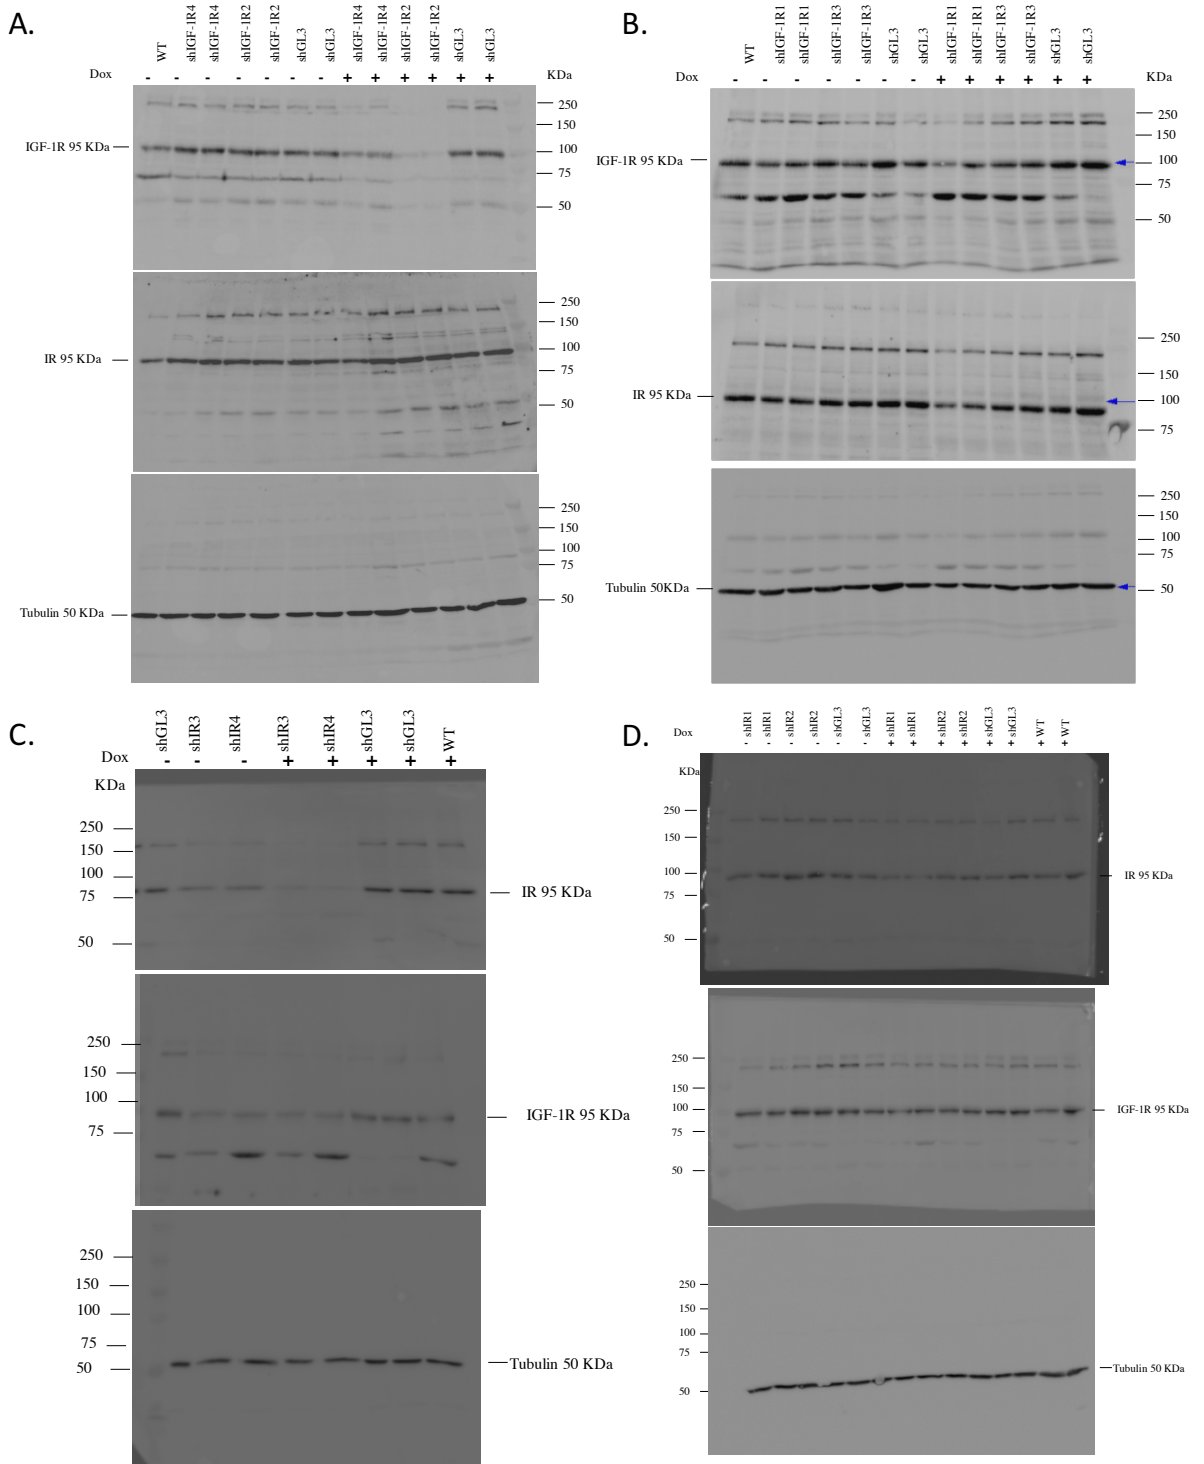 A.
WT shIGF-1R4 shIGF-1R4 shIGF-1R2 shIGF-1R2 shGL3 shGL3 shIGF-1R4 shIGF-1R4 shIGF-1R2 shIGF-1R2 shGL3 shGL3
Dox - - - - - - - + + + + + + KDa
250
150
IGF-1R 95 KDa 100
75
50
250
150
IR 95 KDa 100
75
50
250
150
100
75
Tubulin 50 KDa 50
B.
WT shIGF-1R1 shIGF-1R1 shIGF-1R3 shIGF-1R3 shGL3 shGL3 shIGF-1R1 shIGF-1R1 shIGF-1R3 shIGF-1R3 shGL3 shGL3
Dox - - - - - - - + + + + + + KDa
250
150
IGF-1R 95 KDa 100
75
50
250
150
IR 95 KDa 100
75
250
150
100
75
Tubulin 50KDa 50
C.
shGL3 shIR3 shIR4 shIR3 shIR4 shGL3 shGL3 WT
Dox - - - + + + + +
KDa
250
150
100
75 IR 95 KDa
50
250
150
100 IGF-1R 95 KDa
75
250
150
100
75
50 Tubulin 50 KDa
D.
shIR1 shIR1 shIR2 shIR2 shGL3 shGL3 shIR1 shIR1 shIR2 shIR2 shGL3 shGL3 WT WT
Dox - - - - - - + + + + + + + +
KDa
250
150
100 IR 95 KDa
75
50
250
150
100 IGF-1R 95 KDa
75
50
250
150
100
75 Tubulin 50 KDa
50